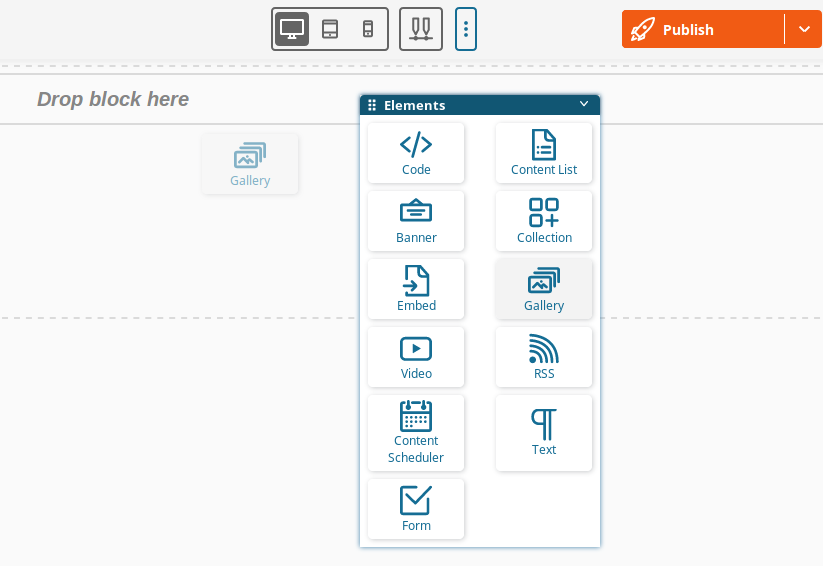 Publish
Drop block here
Gallery
Elements
Code
Content List
Banner
Collection
Embed
Gallery
Video
RSS
Content
Scheduler
Text
Form